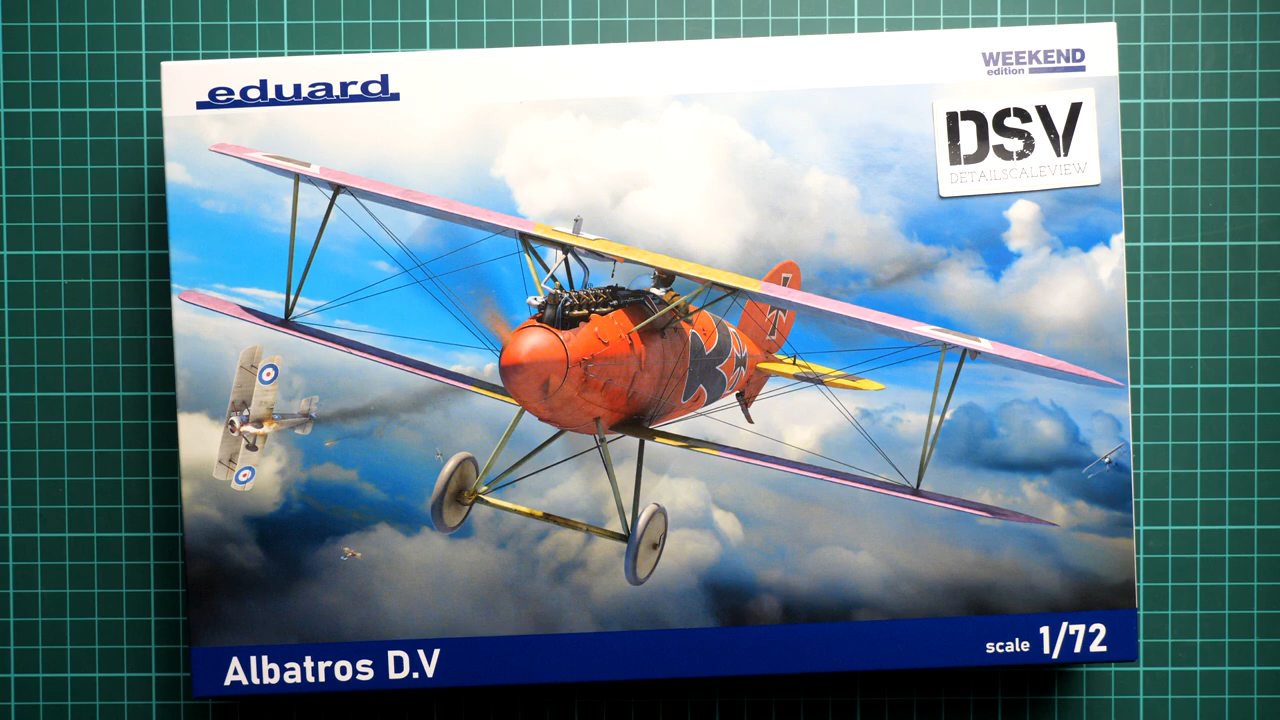 eduard
WEEKEND
edition
DSV
DETAILSCALEVIEW
K
Albatros D.V
scale 1/72